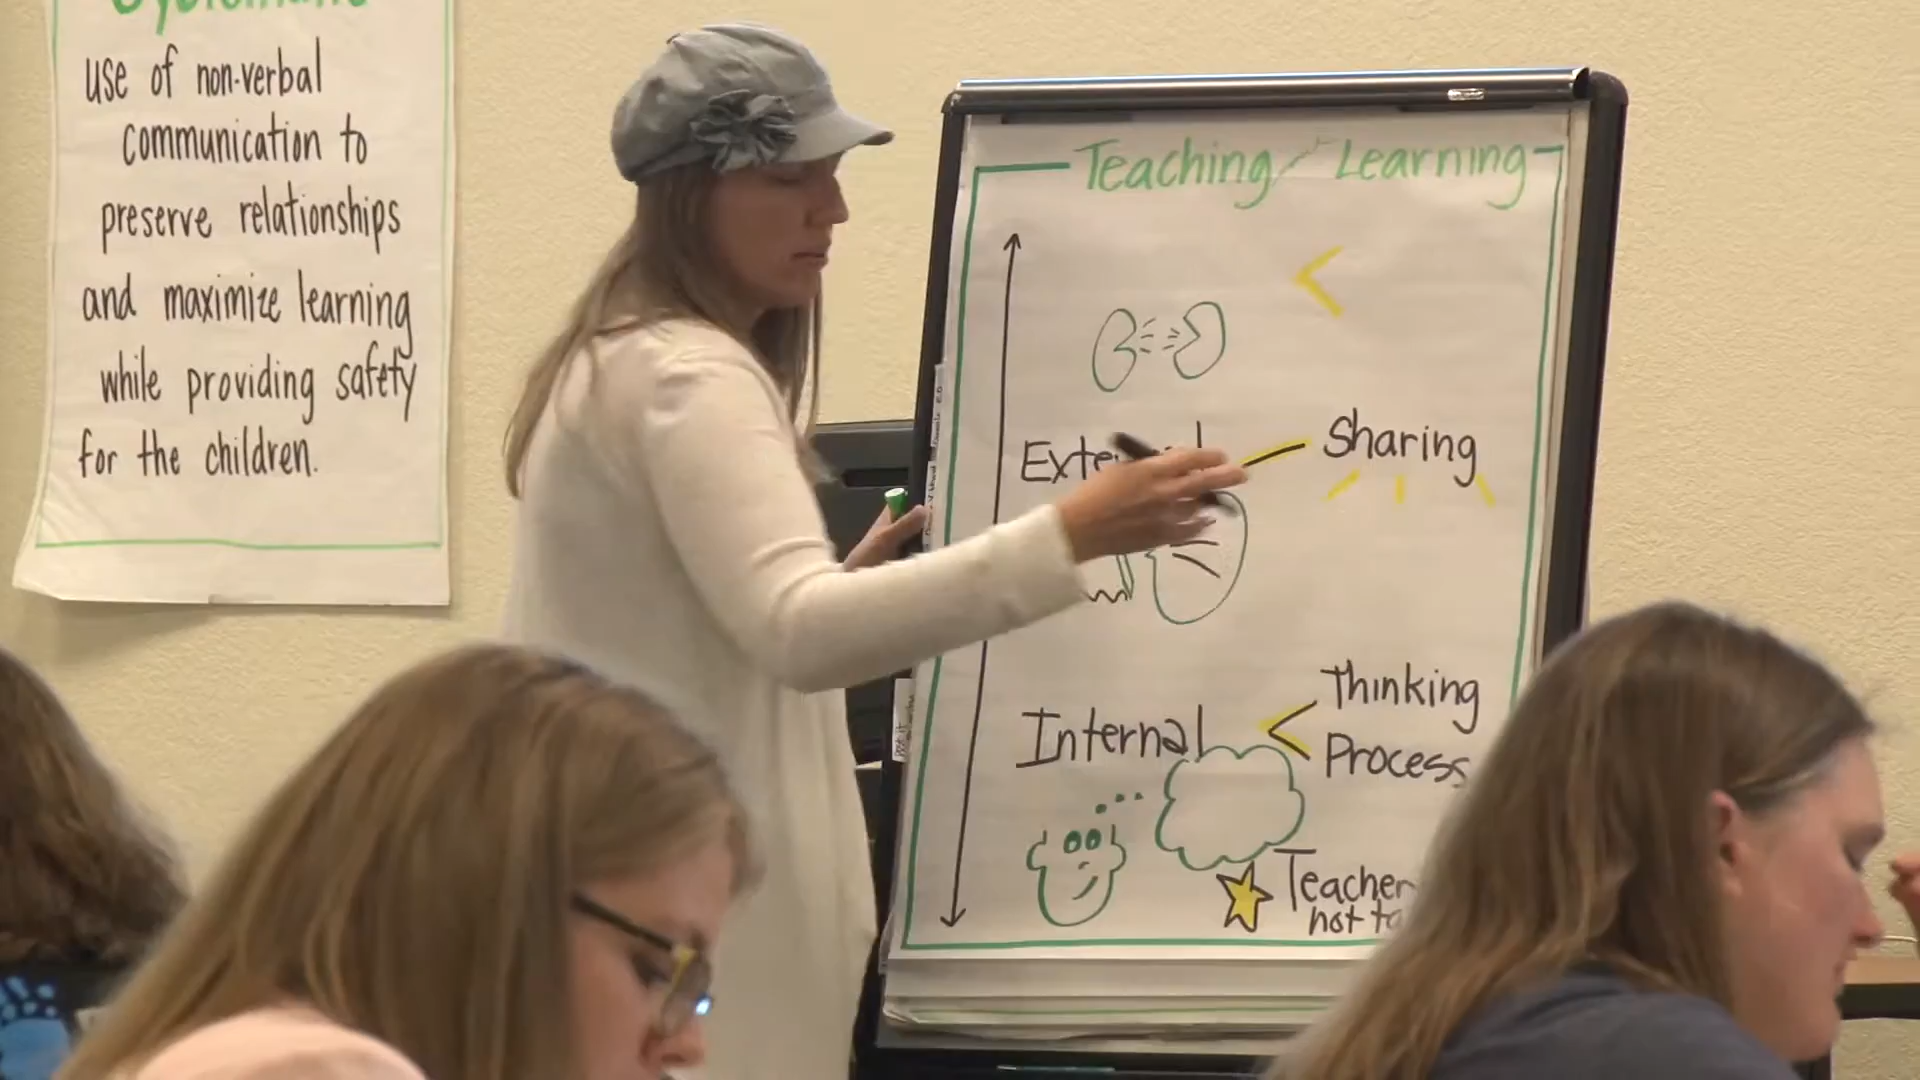 use of non-verbal
communication to
preserve relationships
and maximize learning
while providing safety
for the children.
Teaching / Learning
Sharing
Internal
Thinking
Process
Teacher
not